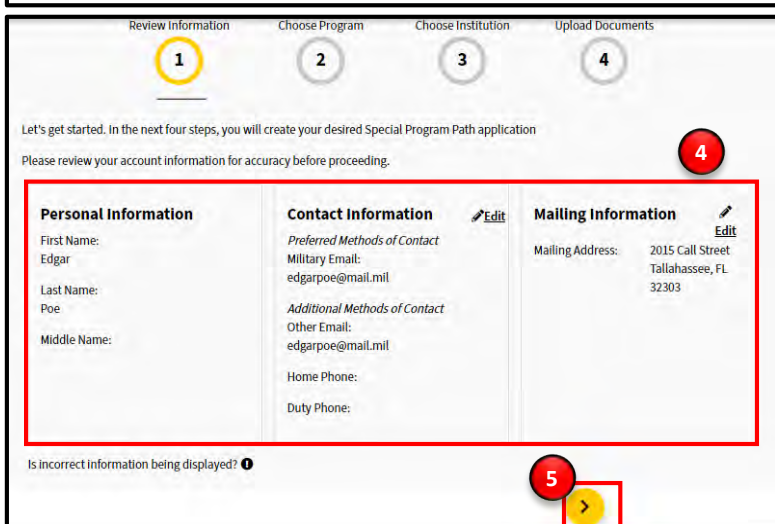 Review Information Choose Program Choose Institution Upload Documents
1 2 3 4
Let's get started. In the next four steps, you will create your desired Special Program Path application
Please review your account information for accuracy before proceeding.
4
Personal Information
First Name:
Edgar
Last Name:
Poe
Middle Name:
Contact Information Edit
Preferred Methods of Contact
Military Email:
edgarpoe@mail.mil
Additional Methods of Contact
Other Email:
edgarpoe@mail.mil
Home Phone:
Duty Phone:
Mailing Information Edit
Mailing Address: 2015 Call Street
Tallahassee, FL
32303
Is incorrect information being displayed?
5